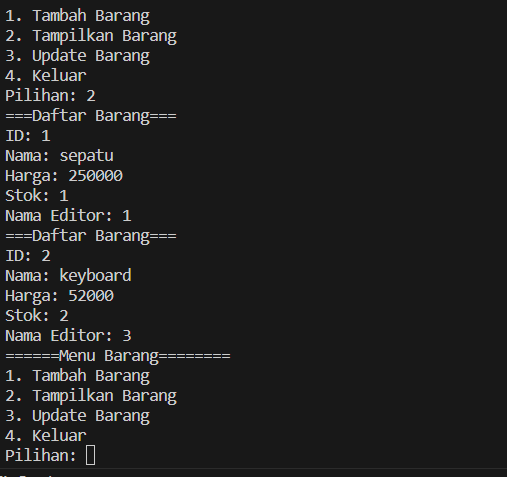 1. Tambah Barang
2. Tampilkan Barang
3. Update Barang
4. Keluar
Pilihan: 2
===Daftar Barang===
ID: 1
Nama: sepatu
Harga: 250000
Stok: 1
Nama Editor: 1
===Daftar Barang===
ID: 2
Nama: keyboard
Harga: 52000
Stok: 2
Nama Editor: 3
======Menu Barang========
1. Tambah Barang
2. Tampilkan Barang
3. Update Barang
4. Keluar
Pilihan: